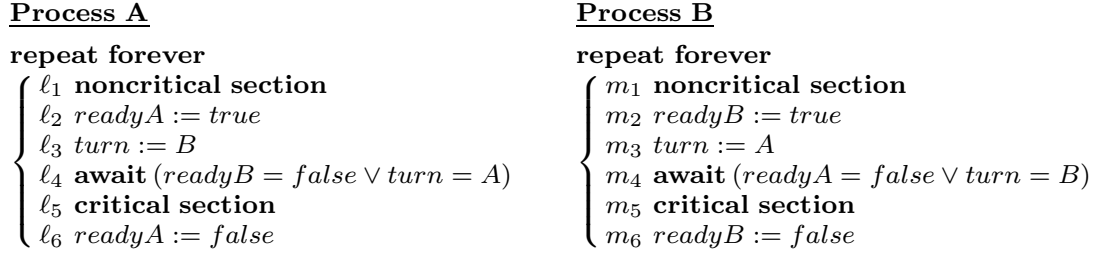 Process A
repeat forever
ℓ1 noncritical section
ℓ2 readyA := true
ℓ3 turn := B
ℓ4 await (readyB = false ∨ turn = A)
ℓ5 critical section
ℓ6 readyA := false
Process B
repeat forever
m1 noncritical section
m2 readyB := true
m3 turn := A
m4 await (readyA = false ∨ turn = B)
m5 critical section
m6 readyB := false